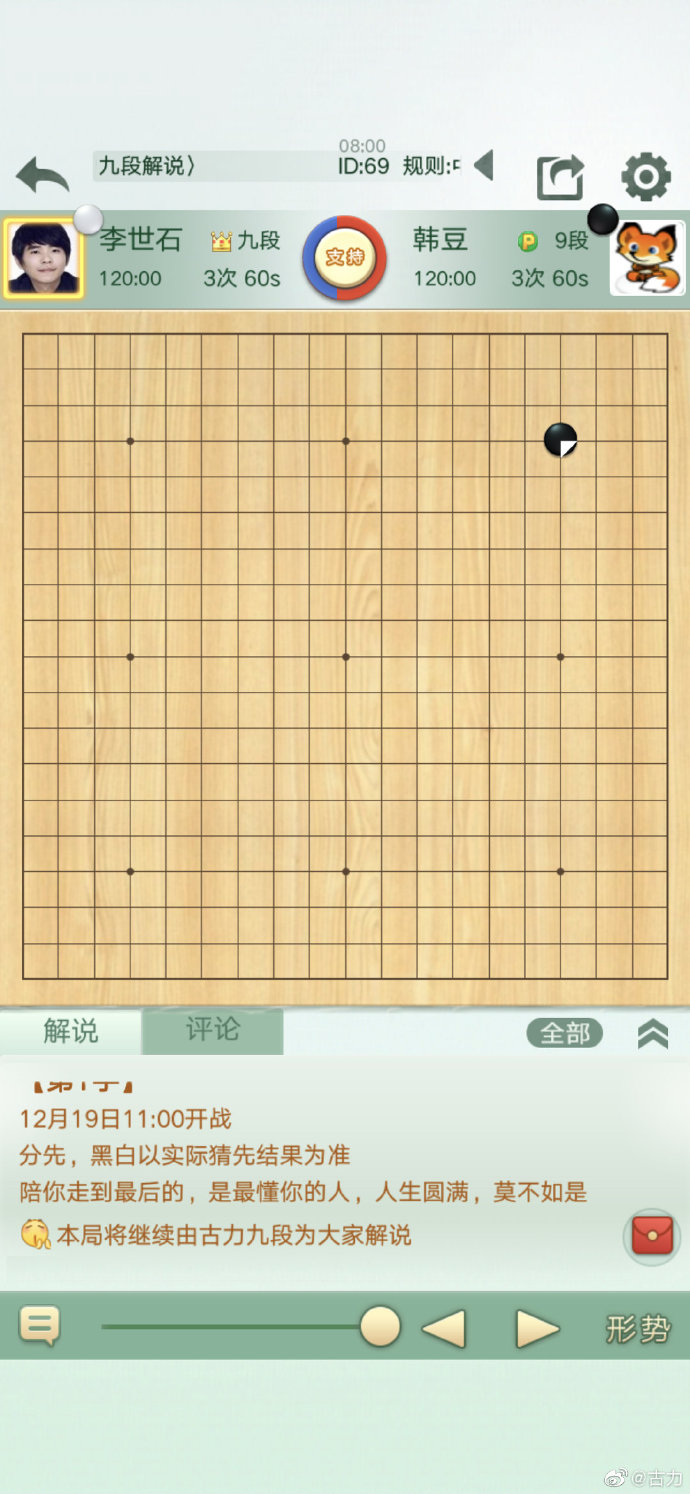 08:00
九段解说〉 ID:69 规则:
李世石 九段 支持 韩豆 P 9段
120:00 3次 60s 120:00 3次 60s
解说 评论 全部
12月19日11:00开战
分先，黑白以实际猜先结果为准
陪你走到最后的，是最懂你的人，人生圆满，莫不如是
本局将继续由古力九段为大家解说
形势
@古力